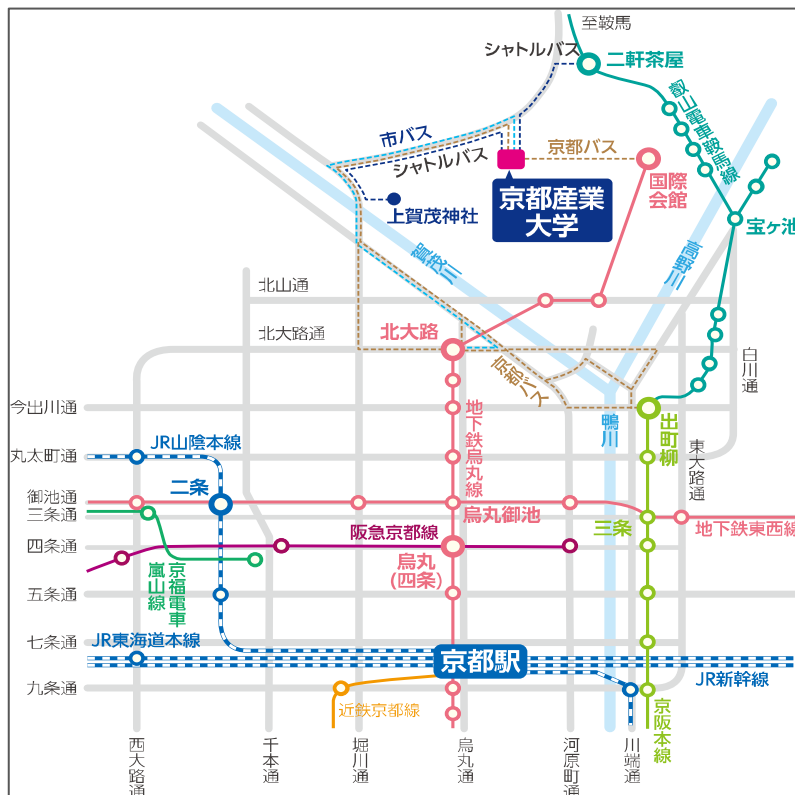 至鞍馬
シャトルバス
二軒茶屋
叡山電車鞍馬線
市バス
シャトルバス
京都バス
国際
会館
京都産業
大学
上賀茂神社
宝ヶ池
賀茂川
高野川
北山通
北大路通
北大路
京都バス
白川通
今出川通
地下鉄烏丸線
鴨川
出町柳
JR山陰本線
丸太町通
東大路通
二条
御池通
三条通
烏丸御池
三条
地下鉄東西線
阪急京都線
四条通
烏丸
(四条)
京福電車
嵐山線
五条通
七条通
JR東海道本線
京都駅
JR新幹線
九条通
近鉄京都線
京阪本線
西大路通
千本通
堀川通
烏丸通
河原町通
川端通